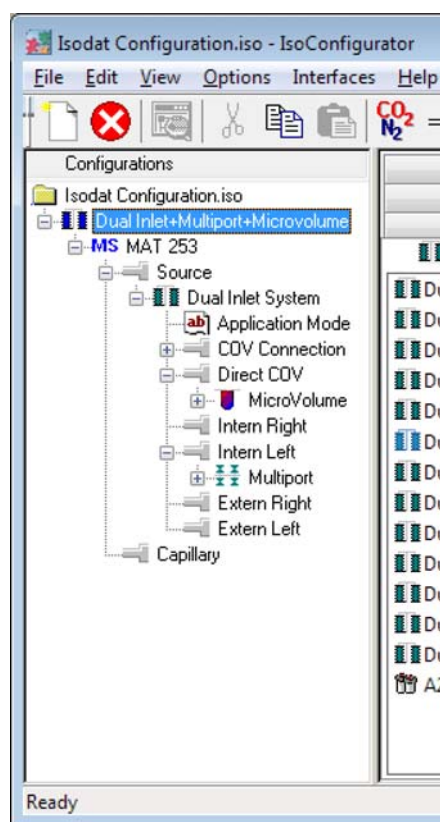 Isodat Configuration.iso - IsoConfigurator
File Edit View Options Interfaces Help
CO2
N2
Configurations
Isodat Configuration.iso
Dual Inlet+Multiport+Microvolume
MS MAT 253
Source
Dual Inlet System
ab Application Mode
COV Connection
Direct COV
MicroVolume
Intern Right
Intern Left
Multiport
Extern Right
Extern Left
Capillary
Ready